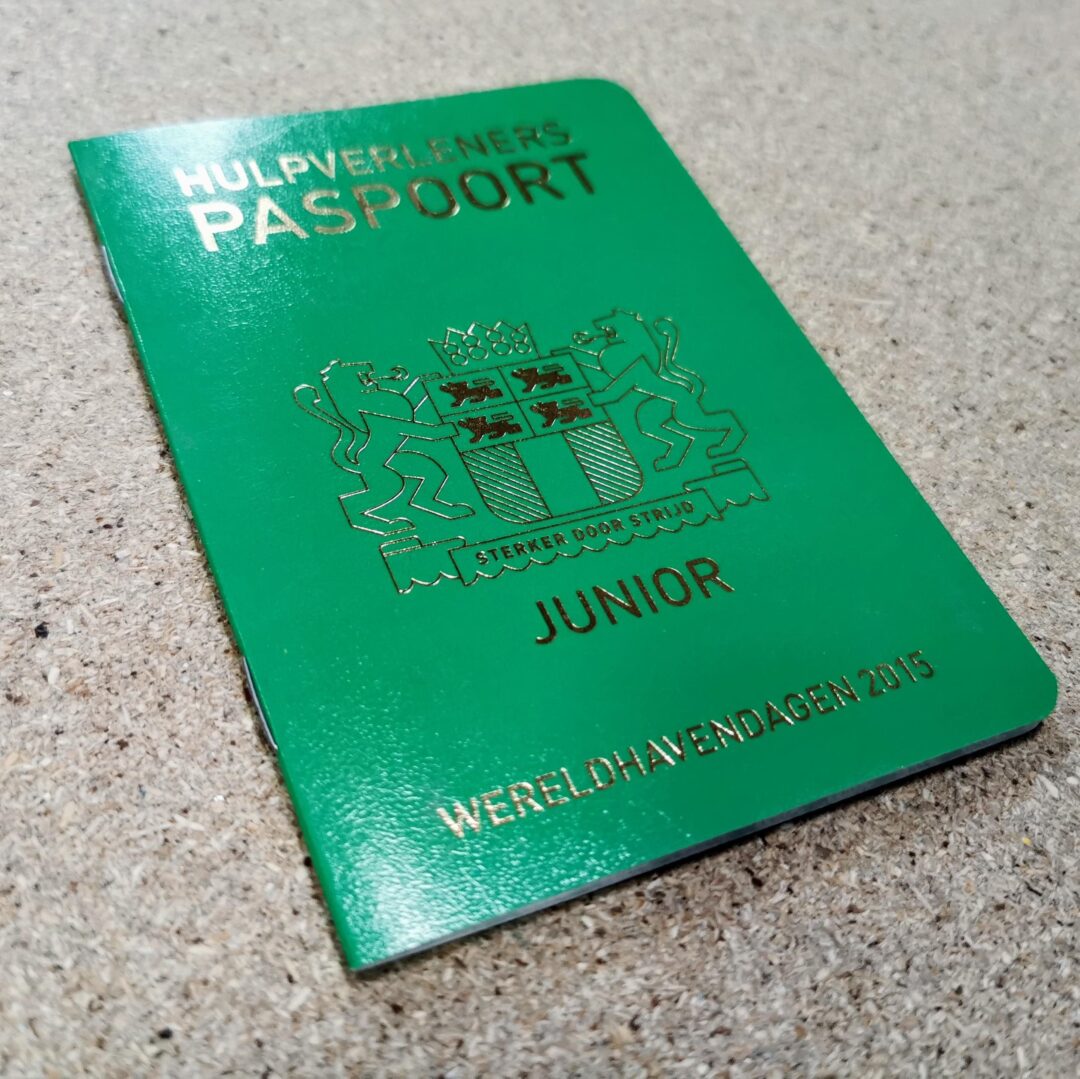 HULPVERLENERS
PASPOORT
STERKER DOOR STRIJD
JUNIOR
WERELDHAVENDAGEN 2015